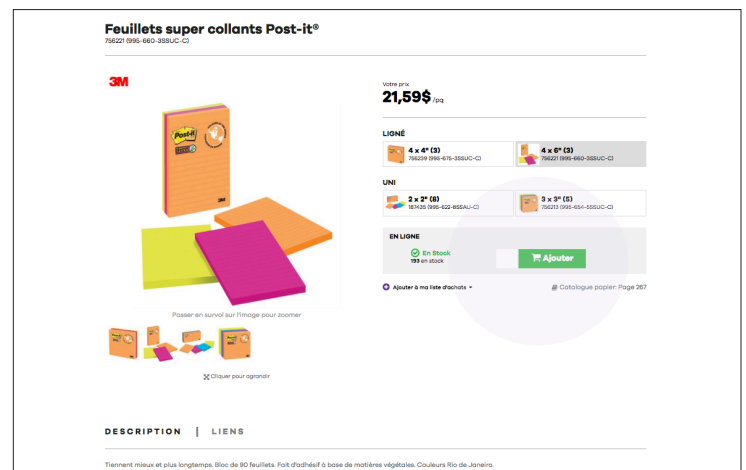 Feuillets super collants Post-it®
756221 (995-660-3SSUC-C)
3M
Votre prix
21,59$ /pq
LIGNÉ
4 x 4" (3)
756239 (995-675-3SSUC-C)
4 x 6" (3)
756221 (995-660-3SSUC-C)
UNI
2 x 2" (8)
187435 (995-622-8SSAU-C)
3 x 3" (5)
756213 (995-654-5SSUC-C)
EN LIGNE
En Stock
193 en stock
Ajouter
Ajouter à ma liste d'achats
Catalogue papier: Page 267
Post-it
3M
Passer en survol sur l'image pour zoomer
Cliquer pour agrandir
DESCRIPTION | LIENS
Tiennent mieux et plus longtemps. Bloc de 90 feuillets. Fait d'adhésif à base de matières végétales. Couleurs Rio de Janeiro.